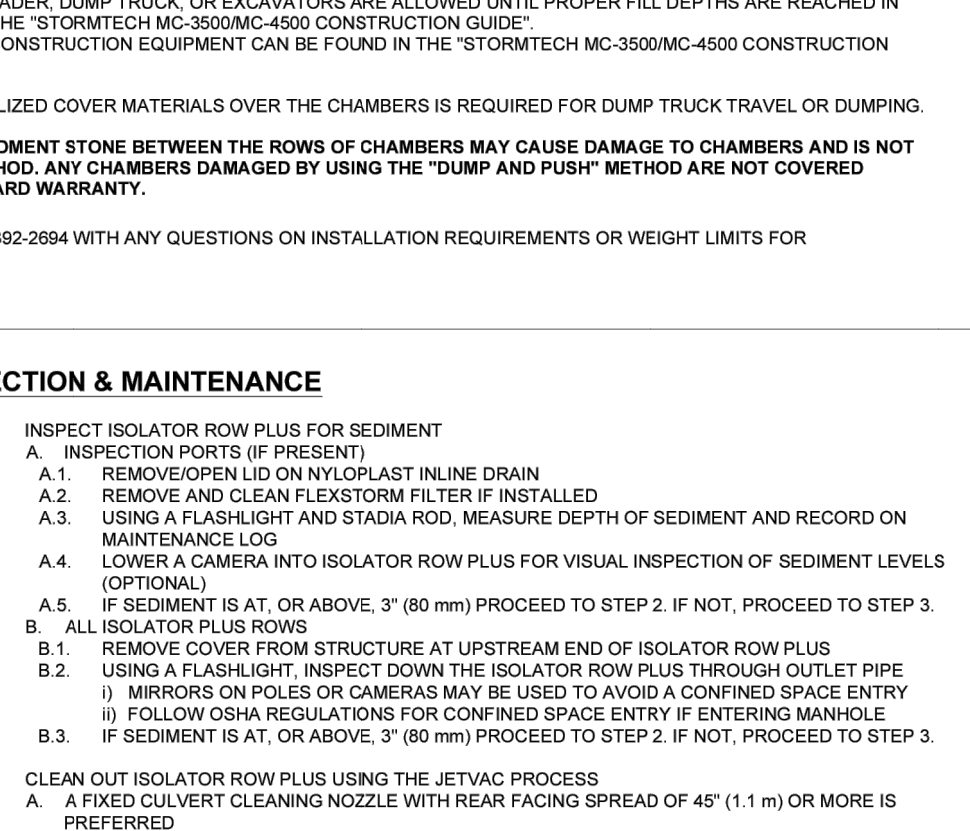 ADER, DUMP TRUCK, OR EXCAVATORS ARE ALLOWED UNTIL PROPER FILL DEPTHS ARE REACHED IN
HE "STORMTECH MC-3500/MC-4500 CONSTRUCTION GUIDE".
ONSTRUCTION EQUIPMENT CAN BE FOUND IN THE "STORMTECH MC-3500/MC-4500 CONSTRUCTION
LIZED COVER MATERIALS OVER THE CHAMBERS IS REQUIRED FOR DUMP TRUCK TRAVEL OR DUMPING.
DMENT STONE BETWEEN THE ROWS OF CHAMBERS MAY CAUSE DAMAGE TO CHAMBERS AND IS NOT
HOD. ANY CHAMBERS DAMAGED BY USING THE "DUMP AND PUSH" METHOD ARE NOT COVERED
ARD WARRANTY.
892-2694 WITH ANY QUESTIONS ON INSTALLATION REQUIREMENTS OR WEIGHT LIMITS FOR
ECTION & MAINTENANCE
INSPECT ISOLATOR ROW PLUS FOR SEDIMENT
A. INSPECTION PORTS (IF PRESENT)
A.1. REMOVE/OPEN LID ON NYLOPLAST INLINE DRAIN
A.2. REMOVE AND CLEAN FLEXSTORM FILTER IF INSTALLED
A.3. USING A FLASHLIGHT AND STADIA ROD, MEASURE DEPTH OF SEDIMENT AND RECORD ON
MAINTENANCE LOG
A.4. LOWER A CAMERA INTO ISOLATOR ROW PLUS FOR VISUAL INSPECTION OF SEDIMENT LEVELS
(OPTIONAL)
A.5. IF SEDIMENT IS AT, OR ABOVE, 3" (80 mm) PROCEED TO STEP 2. IF NOT, PROCEED TO STEP 3.
B. ALL ISOLATOR PLUS ROWS
B.1. REMOVE COVER FROM STRUCTURE AT UPSTREAM END OF ISOLATOR ROW PLUS
B.2. USING A FLASHLIGHT, INSPECT DOWN THE ISOLATOR ROW PLUS THROUGH OUTLET PIPE
i) MIRRORS ON POLES OR CAMERAS MAY BE USED TO AVOID A CONFINED SPACE ENTRY
ii) FOLLOW OSHA REGULATIONS FOR CONFINED SPACE ENTRY IF ENTERING MANHOLE
B.3. IF SEDIMENT IS AT, OR ABOVE, 3" (80 mm) PROCEED TO STEP 2. IF NOT, PROCEED TO STEP 3.
CLEAN OUT ISOLATOR ROW PLUS USING THE JETVAC PROCESS
A. A FIXED CULVERT CLEANING NOZZLE WITH REAR FACING SPREAD OF 45" (1.1 m) OR MORE IS
PREFERRED